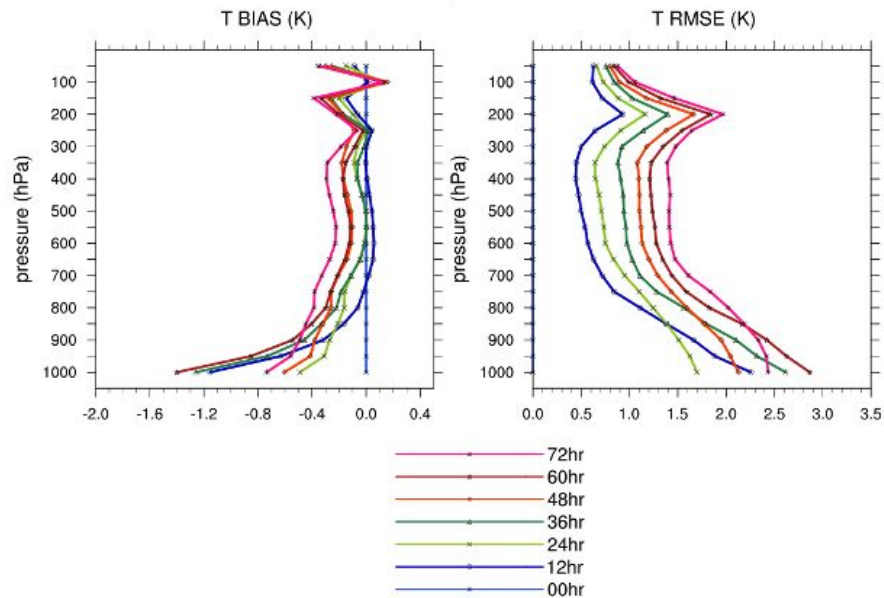 T BIAS (K)
T RMSE (K)
pressure (hPa)
100
200
300
400
500
600
700
800
900
1000
-2.0 -1.6 -1.2 -0.8 -0.4 0.0 0.4
pressure (hPa)
100
200
300
400
500
600
700
800
900
1000
0.0 0.5 1.0 1.5 2.0 2.5 3.0 3.5
72hr
60hr
48hr
36hr
24hr
12hr
00hr